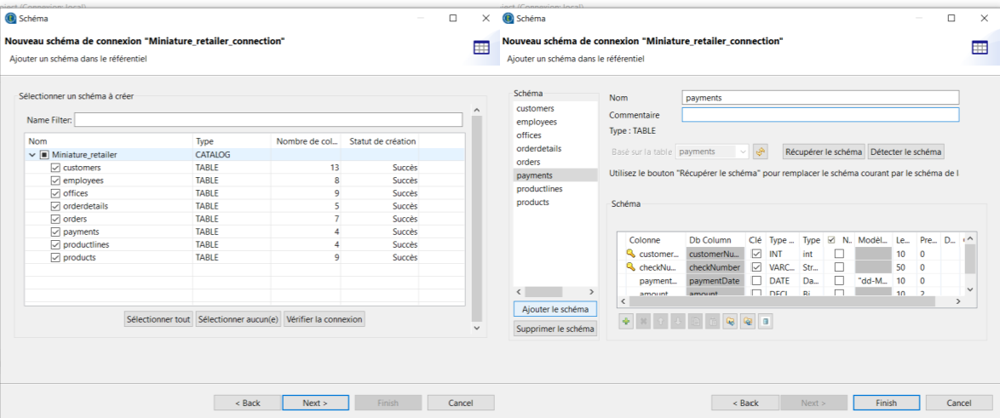 Schéma
Nouveau schéma de connexion "Miniature_retailer_connection"
Ajouter un schéma dans le référentiel
Sélectionner un schéma à créer
Name Filter:
Nom Type Nombre de col... Statut de création
Miniature_retailer CATALOG
customers TABLE 13 Succès
employees TABLE 8 Succès
offices TABLE 9 Succès
orderdetails TABLE 5 Succès
orders TABLE 7 Succès
payments TABLE 4 Succès
productlines TABLE 4 Succès
products TABLE 9 Succès
Sélectionner tout Sélectionner aucun(e) Vérifier la connexion
< Back Next > Finish Cancel
Schéma
Nouveau schéma de connexion "Miniature_retailer_connection"
Ajouter un schéma dans le référentiel
Schéma
customers
employees
offices
orderdetails
orders
payments
productlines
products
Ajouter le schéma
Supprimer le schéma
Nom payments
Commentaire
Type : TABLE
Basé sur la table payments Récupérer le schéma Détecter le schéma
Utilisez le bouton "Récupérer le schéma" pour remplacer le schéma courant par le schéma de l
Schéma
Colonne Db Column Clé Type ... Type N.. Modèl... Le... Pre... D...
customer... customerNu... INT int 10 0
checkNu... checkNumber VARC... Str... 50 0
payment... paymentDate DATE Da... "dd-M... 10 0
amount amount DECI Bi 10 2
< Back Next > Finish Cancel